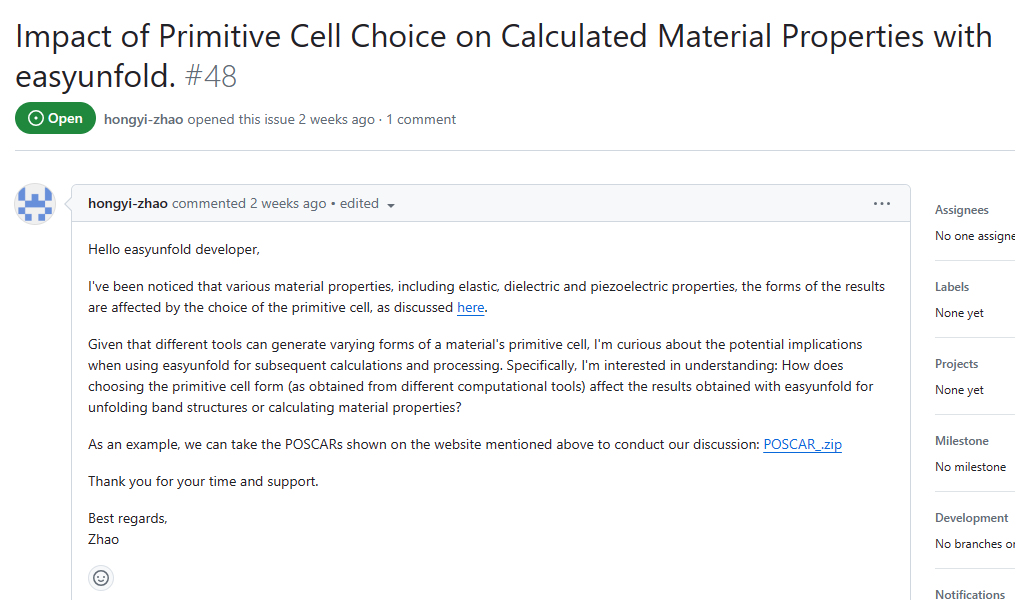 Impact of Primitive Cell Choice on Calculated Material Properties with
easyunfold. #48
Open hongyi-zhao opened this issue 2 weeks ago · 1 comment
hongyi-zhao commented 2 weeks ago • edited
Hello easyunfold developer,
I've been noticed that various material properties, including elastic, dielectric and piezoelectric properties, the forms of the results
are affected by the choice of the primitive cell, as discussed here.
Given that different tools can generate varying forms of a material's primitive cell, I'm curious about the potential implications
when using easyunfold for subsequent calculations and processing. Specifically, I'm interested in understanding: How does
choosing the primitive cell form (as obtained from different computational tools) affect the results obtained with easyunfold for
unfolding band structures or calculating material properties?
As an example, we can take the POSCARs shown on the website mentioned above to conduct our discussion: POSCAR_.zip
Thank you for your time and support.
Best regards,
Zhao
Assignees
No one assigne
Labels
None yet
Projects
None yet
Milestone
No milestone
Development
No branches or
Notifications